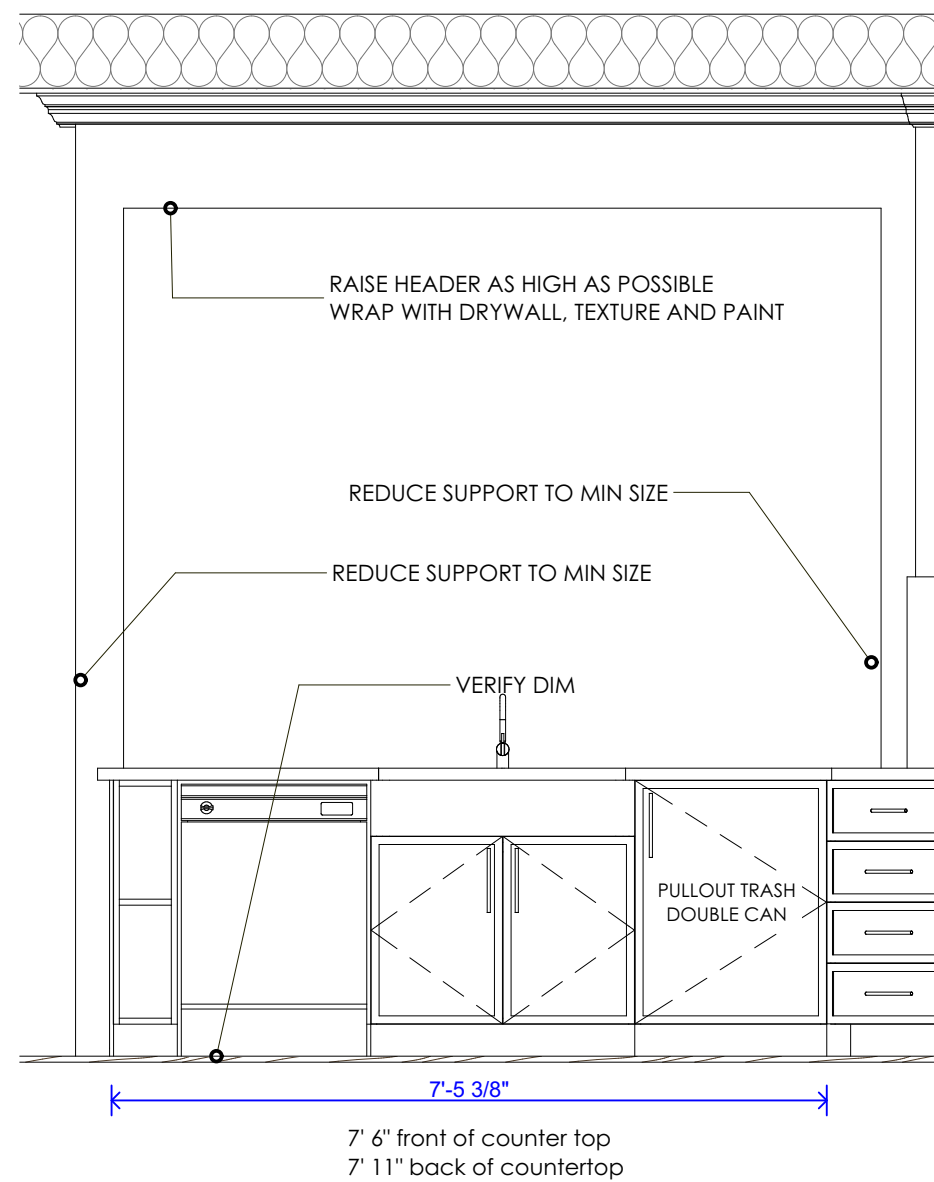 RAISE HEADER AS HIGH AS POSSIBLE
WRAP WITH DRYWALL, TEXTURE AND PAINT
REDUCE SUPPORT TO MIN SIZE
REDUCE SUPPORT TO MIN SIZE
VERIFY DIM
PULLOUT TRASH
DOUBLE CAN
7'-5 3/8"
7' 6" front of counter top
7' 11" back of countertop